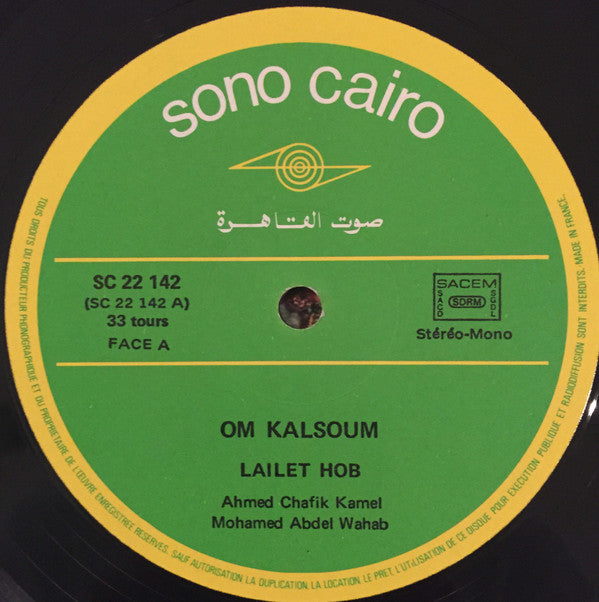 sono cairo
صوت القاهرة
SC 22 142
(SC 22 142 A)
33 tours
FACE A
SACEM
SACD
SDRM
SGDL
Stéréo-Mono
OM KALSOUM
LAILET HOB
Ahmed Chafik Kamel
Mohamed Abdel Wahab
TOUS DROITS DU PRODUCTEUR PHONOGRAPHIQUE ET DU PROPRIETAIRE DE L'ŒUVRE ENREGISTREE RESERVES. SAUF AUTORISATION LA DUPLICATION, LA LOCATION, LE PRET, L'UTILISATION DE CE DISQUE POUR EXECUTION PUBLIQUE ET RADIODIFFUSION SONT INTERDITS. MADE IN FRANCE.